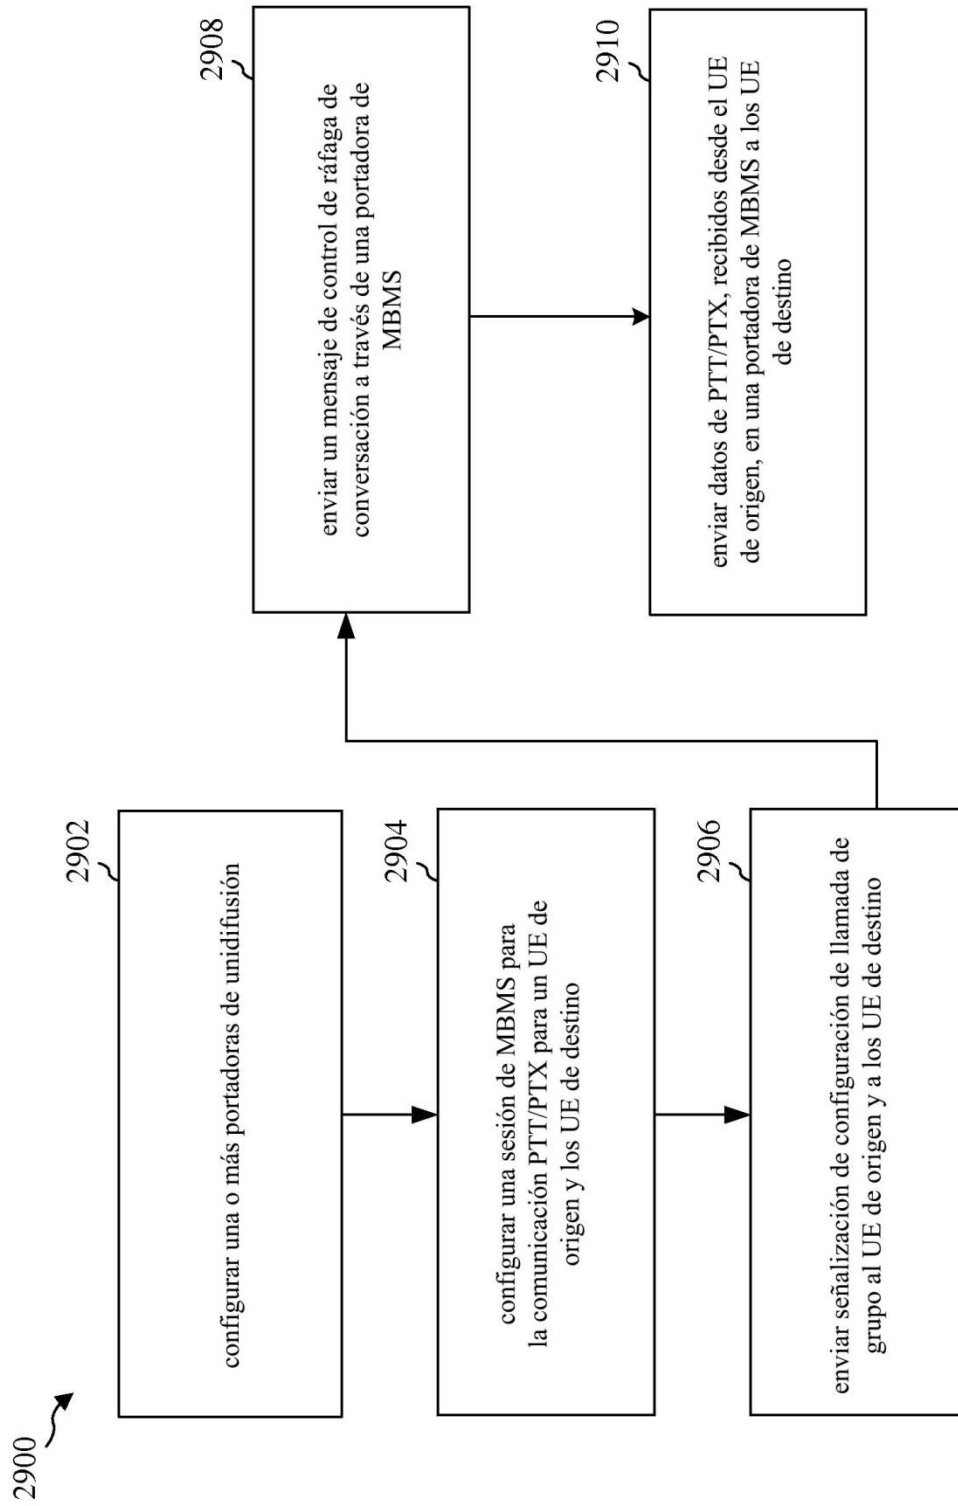 2900
2902
configurar una o más portadoras de unidifusión
2904
configurar una sesión de MBMS para
la comunicación PTT/PTX para un UE de
origen y los UE de destino
2906
enviar señalización de configuración de llamada de
grupo al UE de origen y a los UE de destino
2908
enviar un mensaje de control de ráfaga de
conversación a través de una portadora de
MBMS
2910
enviar datos de PTT/PTX, recibidos desde el UE
de origen, en una portadora de MBMS a los UE
de destino